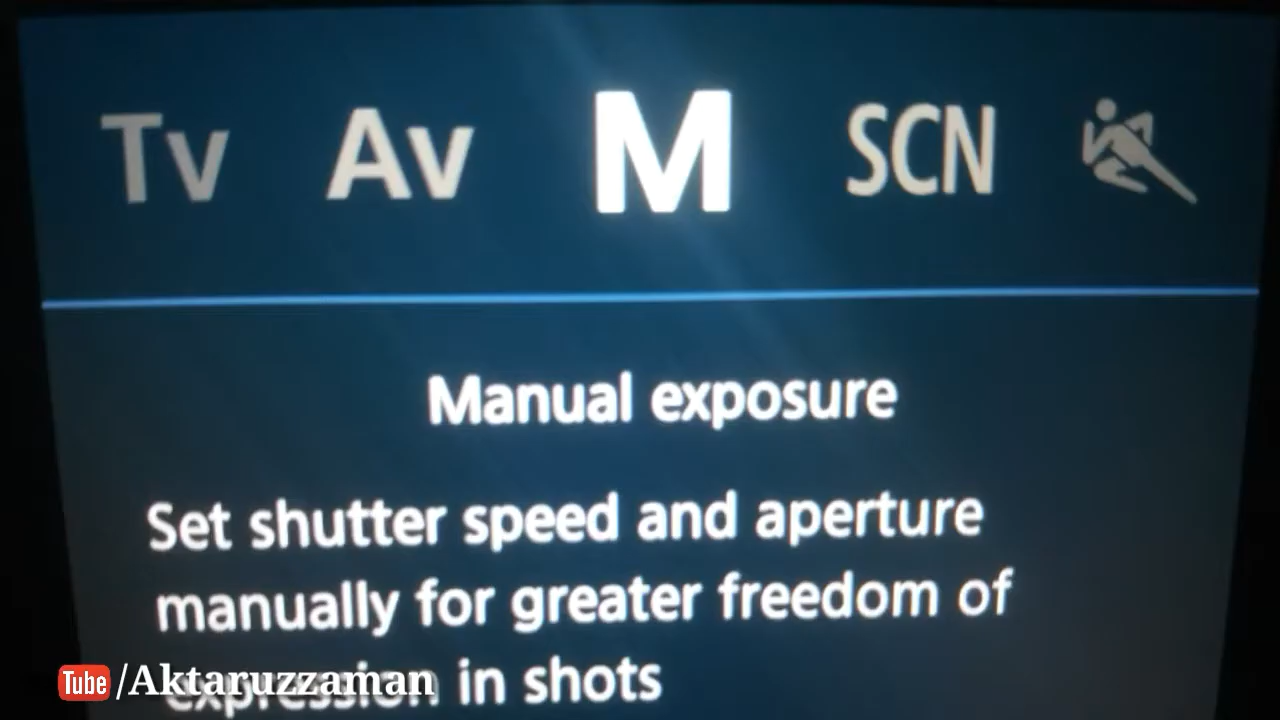 Tv Av M SCN
Manual exposure
Set shutter speed and aperture
manually for greater freedom of
expression in shots
Tube /Aktaruzzaman